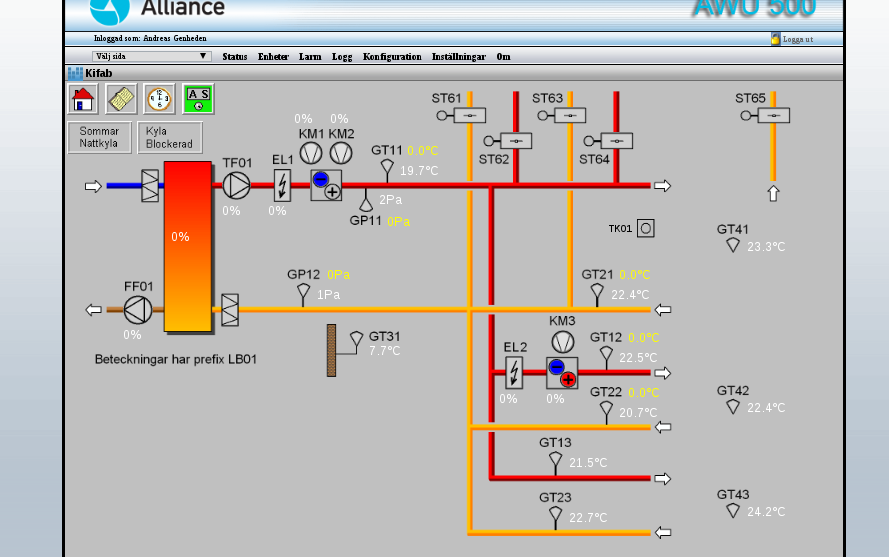 Alliance
AWU 500
Inloggad som: Andreas Genheden
Logga ut
Välj sida
Status Enheter Larm Logg Konfiguration Inställningar Om
Kifab
A S
Sommar
Nattkyla
Kyla
Blockerad
TF01
0%
EL1
0%
0% 0%
KM1 KM2
GT11 0.0°C
19.7°C
2Pa
GP11 0Pa
0%
ST61
ST62
ST63
ST64
ST65
TK01
GT41
23.3°C
FF01
0%
GP12 0Pa
1Pa
GT21 0.0°C
22.4°C
GT31
7.7°C
Beteckningar har prefix LB01
KM3
EL2
0%
0%
GT12 0.0°C
22.5°C
GT22 0.0°C
20.7°C
GT42
22.4°C
GT13
21.5°C
GT23
22.7°C
GT43
24.2°C